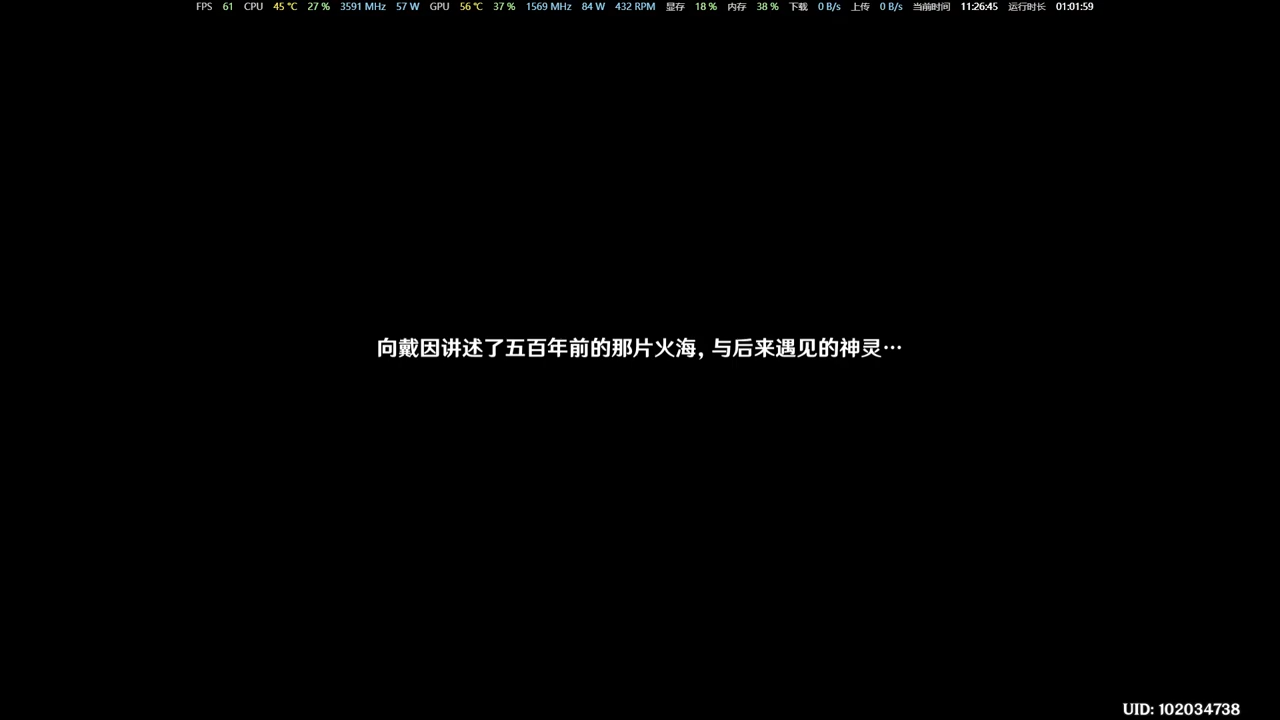 FPS 61 CPU 45 ℃ 27 % 3591 MHz 57 W GPU 56 ℃ 37 % 1569 MHz 84 W 432 RPM 显存 18 % 内存 38 % 下载 0 B/s 上传 0 B/s 当前时间 11:26:45 运行时长 01:01:59
向戴因讲述了五百年前的那片火海，与后来遇见的神灵…
UID: 102034738